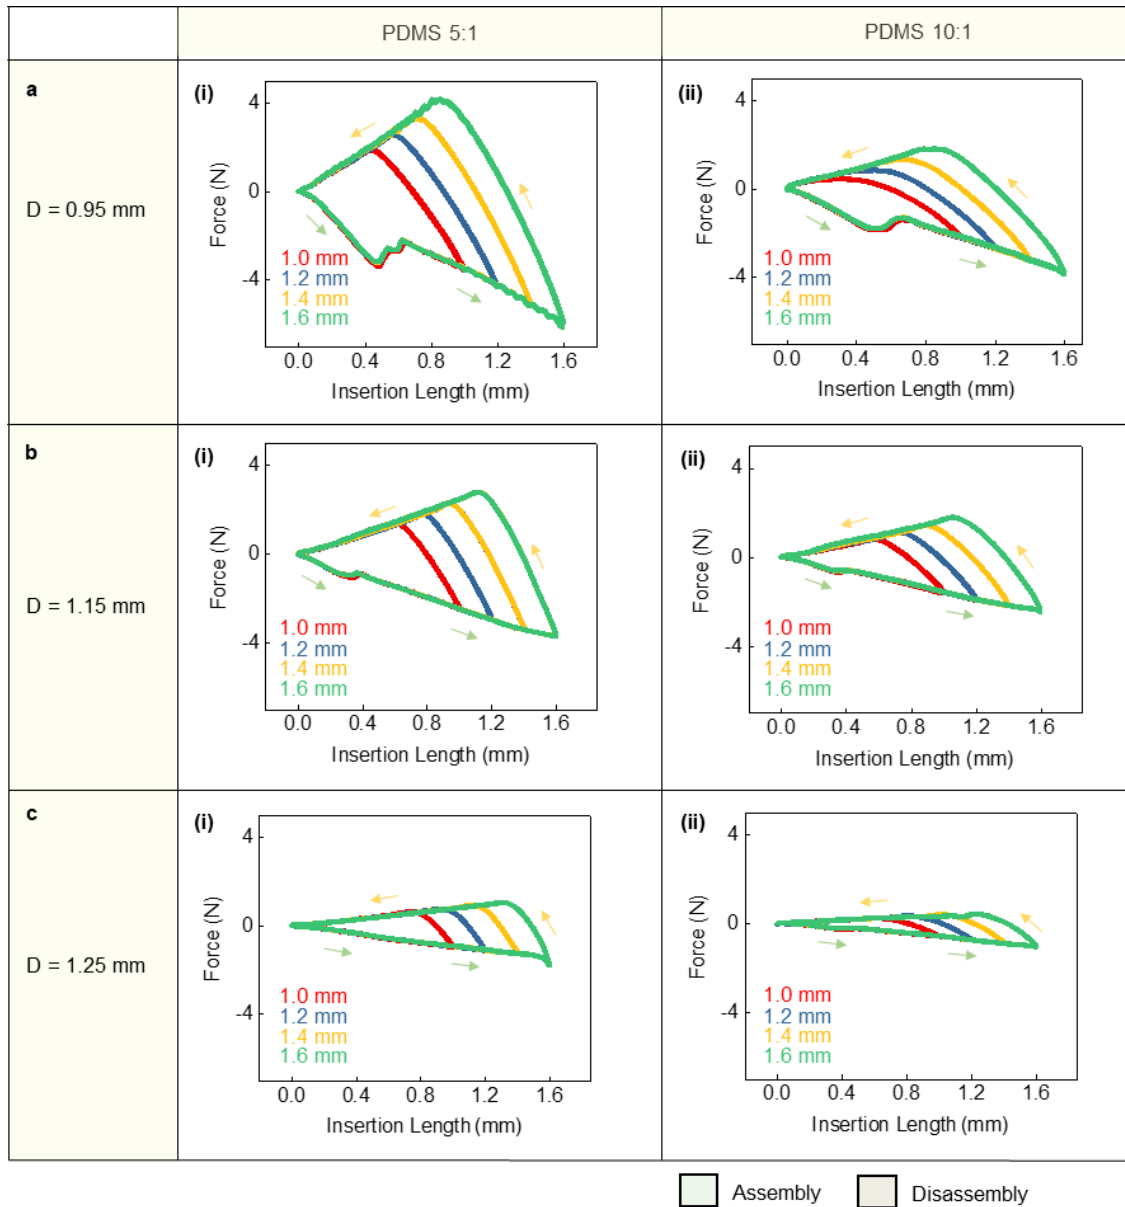 PDMS 5:1
PDMS 10:1
a
D = 0.95 mm
(i)
Force (N)
4
0
-4
1.0 mm
1.2 mm
1.4 mm
1.6 mm
0.0 0.4 0.8 1.2 1.6
Insertion Length (mm)
(ii)
Force (N)
4
0
-4
1.0 mm
1.2 mm
1.4 mm
1.6 mm
0.0 0.4 0.8 1.2 1.6
Insertion Length (mm)
b
D = 1.15 mm
(i)
Force (N)
4
0
-4
1.0 mm
1.2 mm
1.4 mm
1.6 mm
0.0 0.4 0.8 1.2 1.6
Insertion Length (mm)
(ii)
Force (N)
4
0
-4
1.0 mm
1.2 mm
1.4 mm
1.6 mm
0.0 0.4 0.8 1.2 1.6
Insertion Length (mm)
c
D = 1.25 mm
(i)
Force (N)
4
0
-4
1.0 mm
1.2 mm
1.4 mm
1.6 mm
0.0 0.4 0.8 1.2 1.6
Insertion Length (mm)
(ii)
Force (N)
4
0
-4
1.0 mm
1.2 mm
1.4 mm
1.6 mm
0.0 0.4 0.8 1.2 1.6
Insertion Length (mm)
Assembly Disassembly